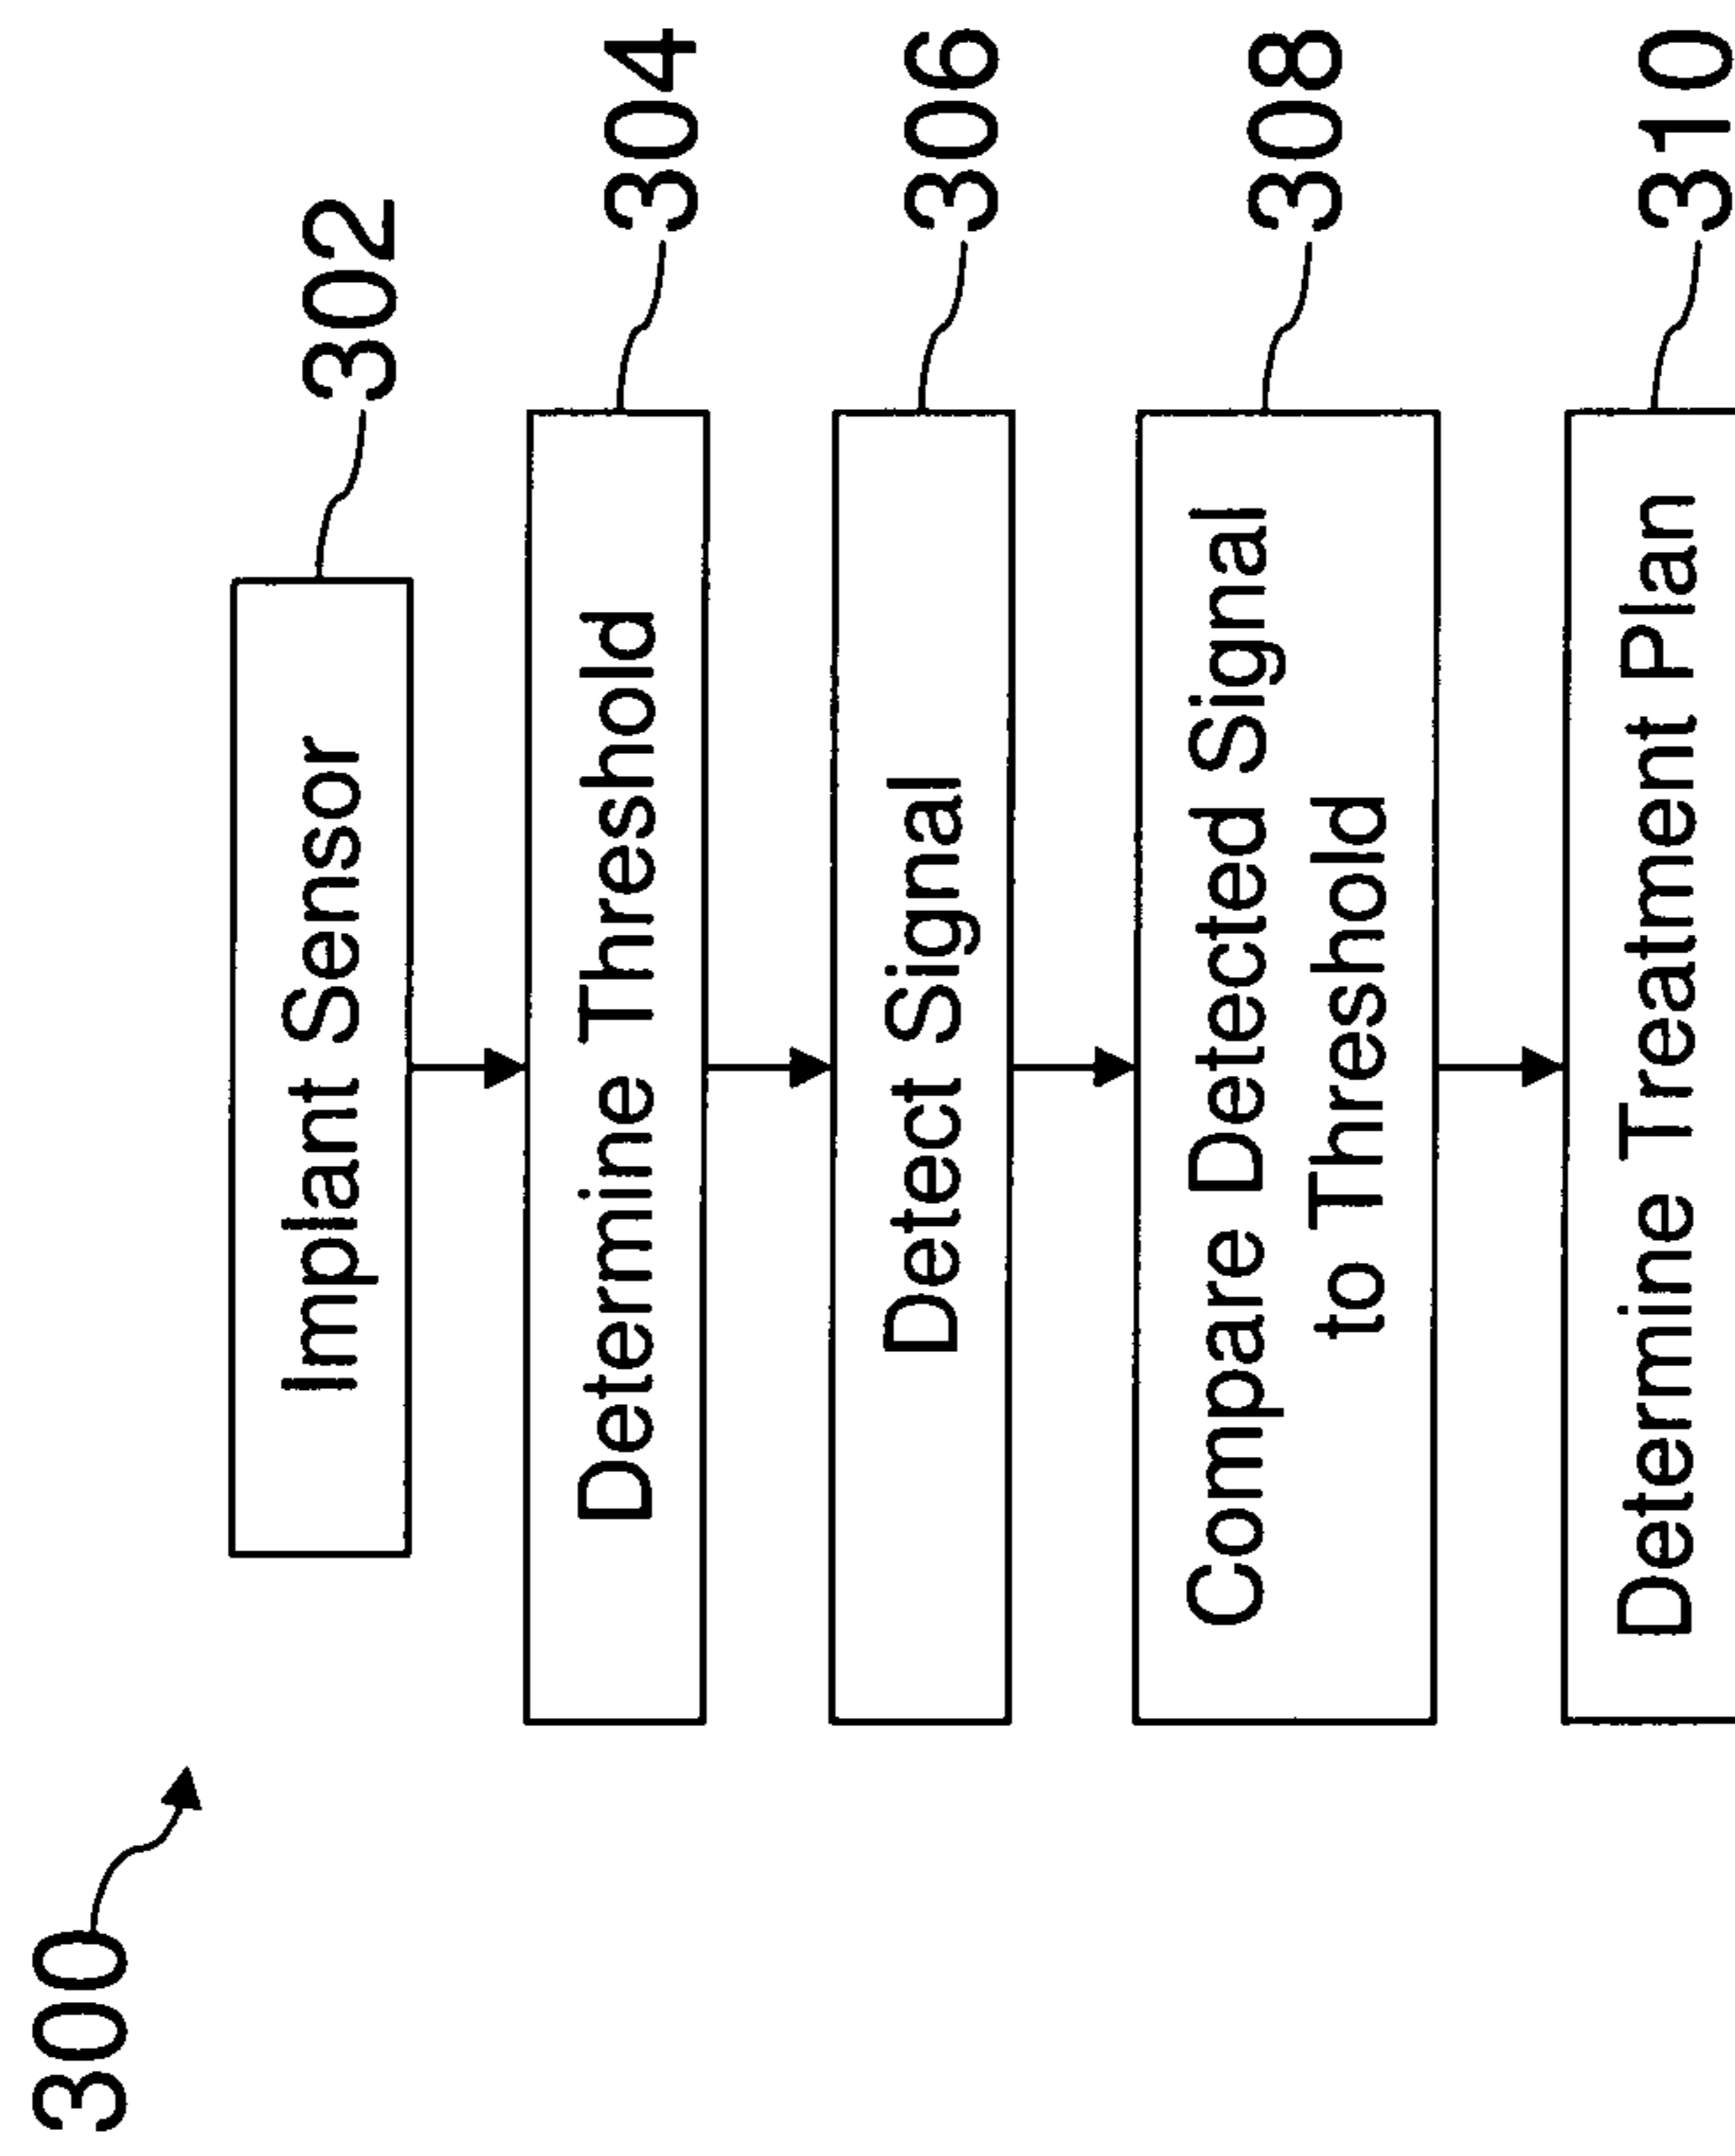 300
Implant Sensor
302
Determine Threshold
304
Detect Signal
306
Compare Detected Signal
to Threshold
308
Determine Treatment Plan
310